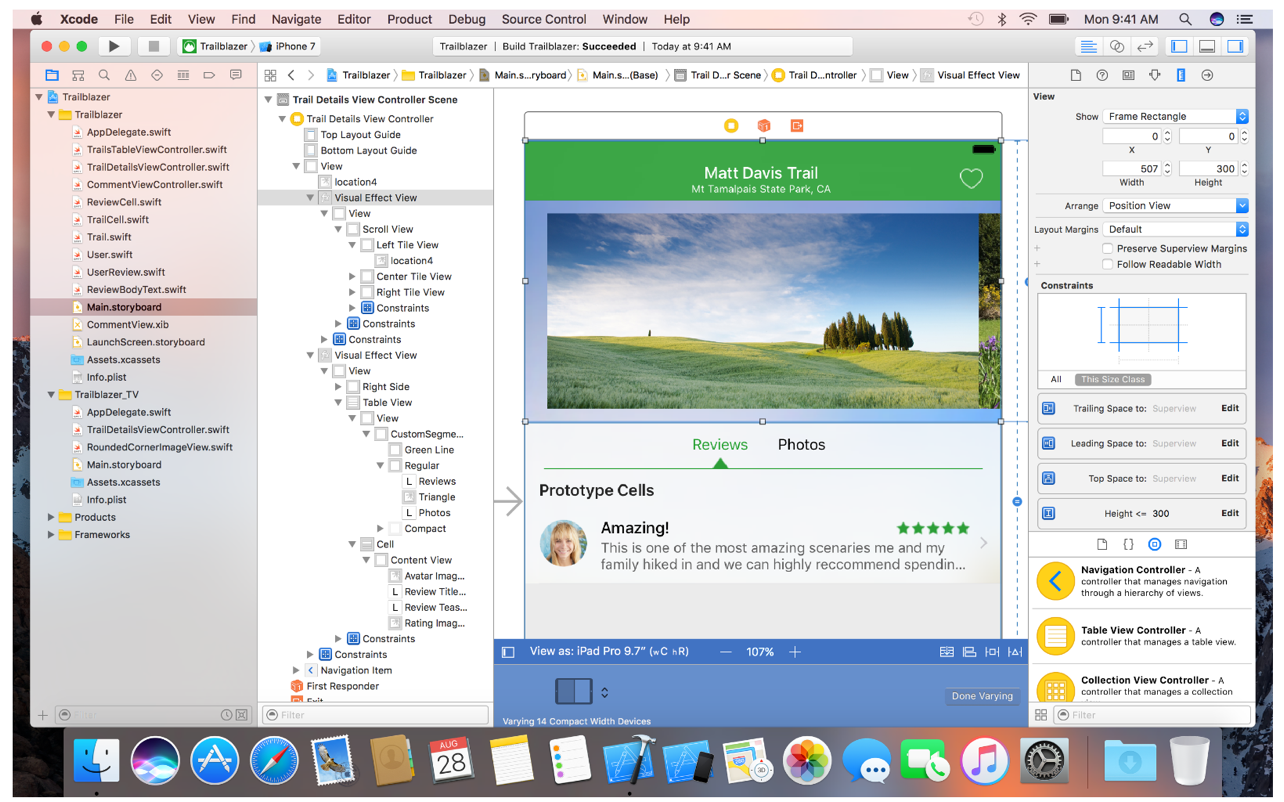 Xcode File Edit View Find Navigate Editor Product Debug Source Control Window Help
Mon 9:41 AM
Trailblazer iPhone 7
Trailblazer | Build Trailblazer: Succeeded | Today at 9:41 AM
Trailblazer Trailblazer Main.s...ryboard Main.s...(Base) Trail D...r Scene Trail D...ntroller View Visual Effect View
Trailblazer
Trailblazer
AppDelegate.swift
TrailsTableViewController.swift
TrailDetailsViewController.swift
CommentViewController.swift
ReviewCell.swift
TrailCell.swift
Trail.swift
User.swift
UserReview.swift
ReviewBodyText.swift
Main.storyboard
CommentView.xib
LaunchScreen.storyboard
Assets.xcassets
Info.plist
Trailblazer_TV
AppDelegate.swift
TrailDetailsViewController.swift
RoundedCornerImageView.swift
Main.storyboard
Assets.xcassets
Info.plist
Products
Frameworks
Filter
Trail Details View Controller Scene
Trail Details View Controller
Top Layout Guide
Bottom Layout Guide
View
location4
Visual Effect View
View
Scroll View
Left Tile View
location4
Center Tile View
Right Tile View
Constraints
Constraints
Constraints
Visual Effect View
View
Right Side
Table View
View
CustomSegme...
Green Line
Regular
L Reviews
Triangle
L Photos
Compact
Cell
Content View
Avatar Imag...
L Review Title...
L Review Teas...
Rating Imag...
Constraints
Constraints
Navigation Item
First Responder
Exit
Filter
Matt Davis Trail
Mt Tamalpais State Park, CA
Reviews Photos
Prototype Cells
Amazing!
This is one of the most amazing scenaries me and my
family hiked in and we can highly reccommend spendin...
View as: iPad Pro 9.7” (wC hR) — 107% +
Done Varying
Varying 14 Compact Width Devices
View
Show Frame Rectangle
0 0
X Y
507 300
Width Height
Arrange Position View
Layout Margins Default
Preserve Superview Margins
Follow Readable Width
Constraints
All This Size Class
Trailing Space to: Superview Edit
Leading Space to: Superview Edit
Top Space to: Superview Edit
Height <= 300 Edit
Navigation Controller - A
controller that manages navigation
through a hierarchy of views.
Table View Controller - A
controller that manages a table view.
Collection View Controller - A
controller that manages a collection
Filter
AUG
28